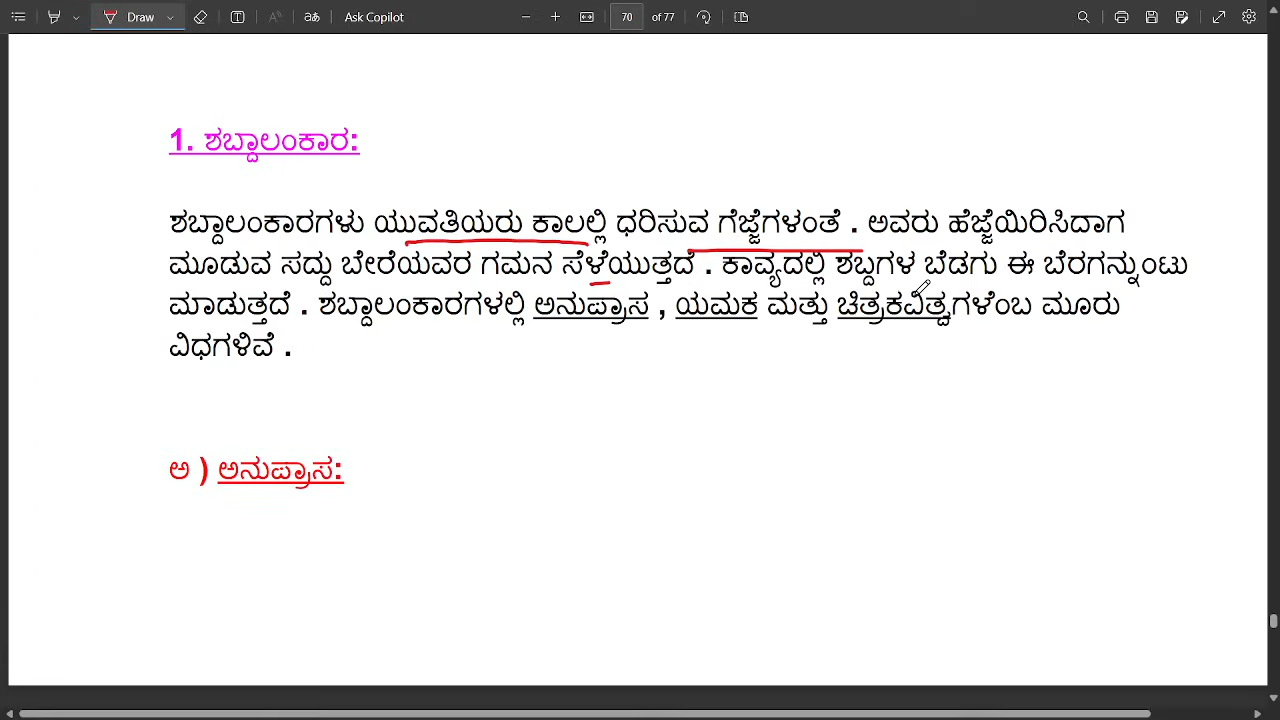 Draw
Ask Copilot
70 of 77
1. ಶಬ್ದಾಲಂಕಾರ:
ಶಬ್ದಾಲಂಕಾರಗಳು ಯುವತಿಯರು ಕಾಲಲ್ಲಿ ಧರಿಸುವ ಗೆಜ್ಜೆಗಳಂತೆ . ಅವರು ಹೆಜ್ಜೆಯಿರಿಸಿದಾಗ
ಮೂಡುವ ಸದ್ದು ಬೇರೆಯವರ ಗಮನ ಸೆಳೆಯುತ್ತದೆ . ಕಾವ್ಯದಲ್ಲಿ ಶಬ್ದಗಳ ಬೆಡಗು ಈ ಬೆರಗನ್ನುಂಟು
ಮಾಡುತ್ತದೆ . ಶಬ್ದಾಲಂಕಾರಗಳಲ್ಲಿ ಅನುಪ್ರಾಸ , ಯಮಕ ಮತ್ತು ಚಿತ್ರಕವಿತ್ವಗಳೆಂಬ ಮೂರು
ವಿಧಗಳಿವೆ .
ಅ ) ಅನುಪ್ರಾಸ: